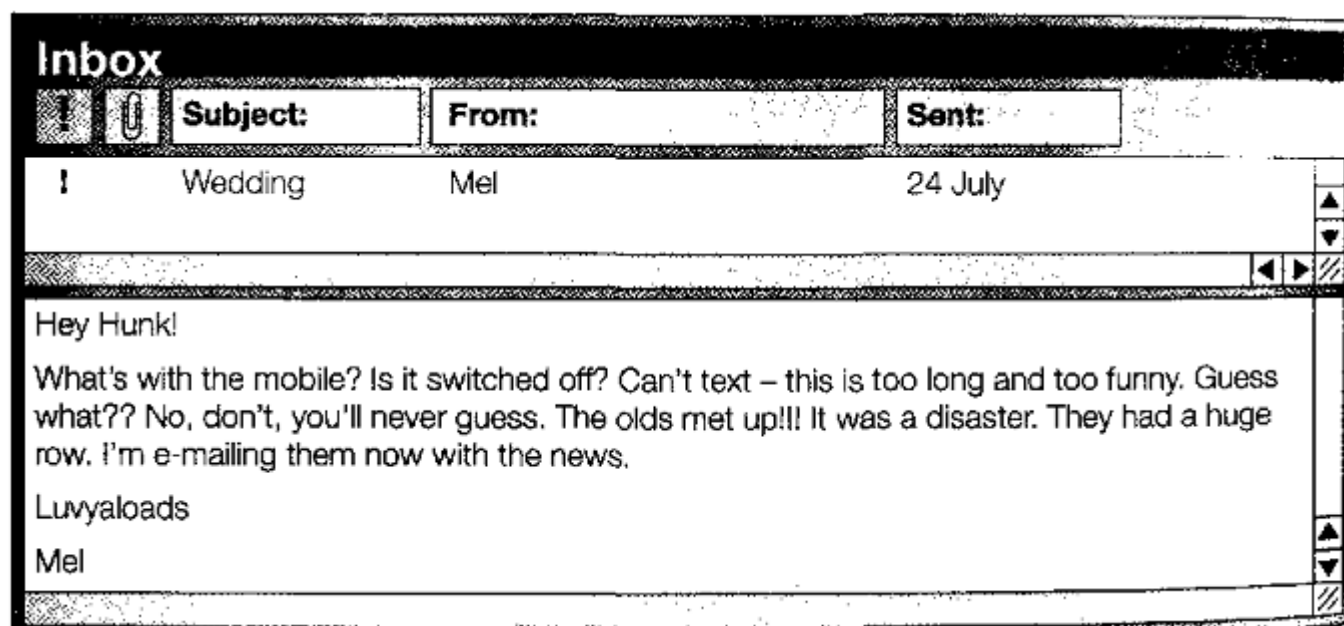 Inbox
! Subject: From: Sent:
! Wedding Mel 24 July
Hey Hunk!
What's with the mobile? Is it switched off? Can't text – this is too long and too funny. Guess
what?? No, don't, you'll never guess. The olds met up!!! It was a disaster. They had a huge
row. I'm e-mailing them now with the news.
Luvyaloads
Mel